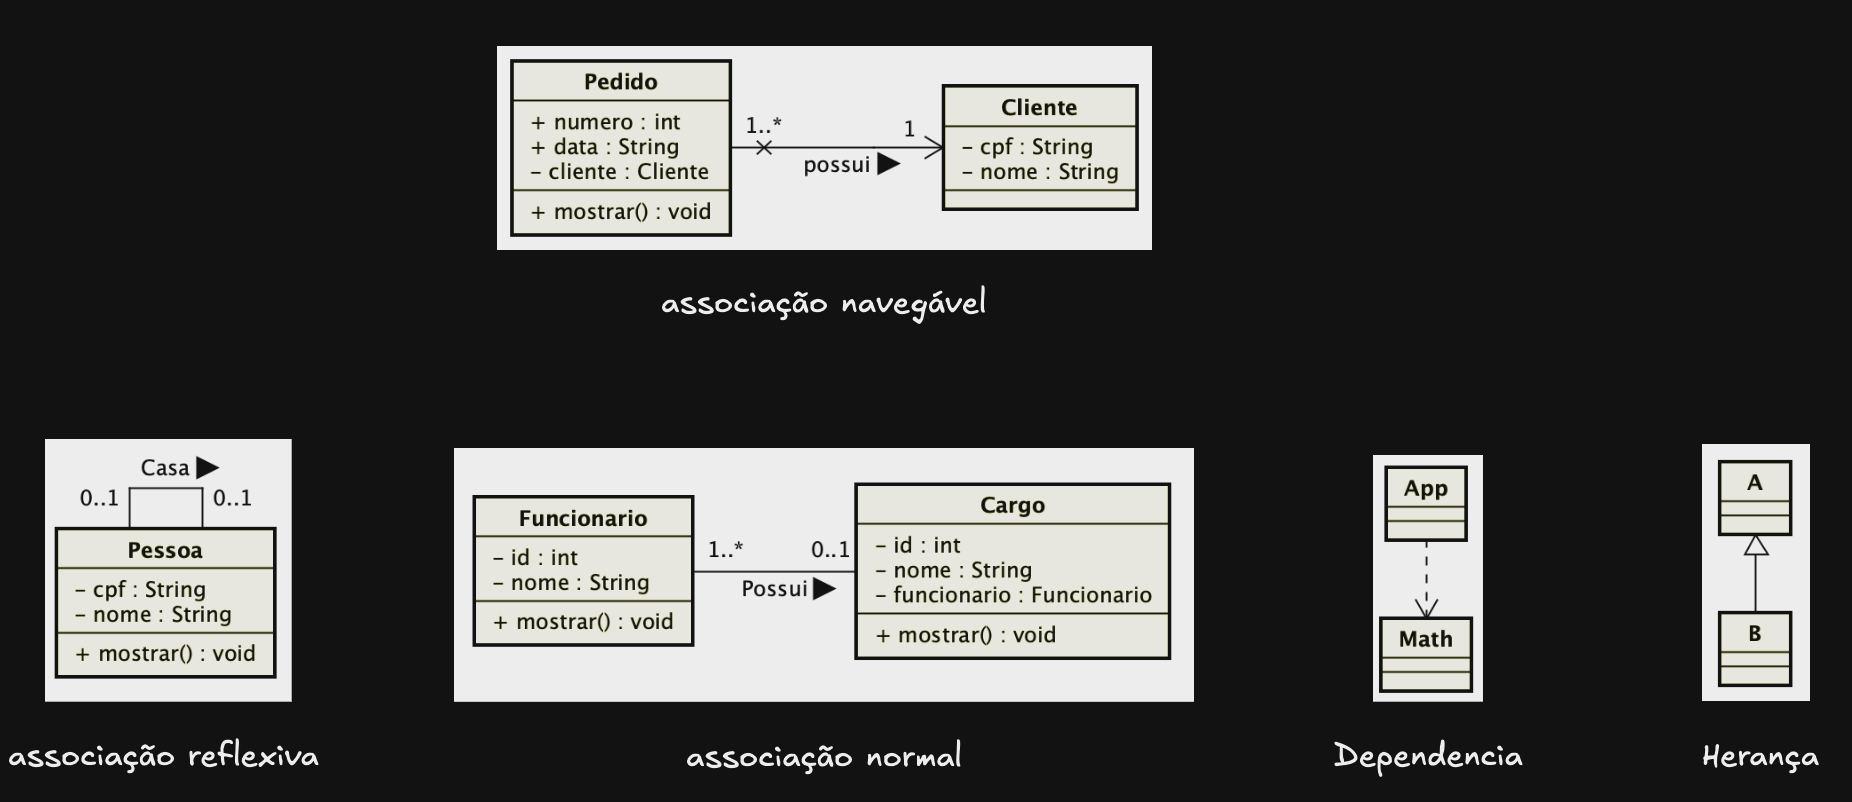 Pedido
+ numero : int
+ data : String
– cliente : Cliente
+ mostrar() : void
1..*
1
possui
Cliente
– cpf : String
– nome : String
associação navegável
Casa
0..1
0..1
Pessoa
– cpf : String
– nome : String
+ mostrar() : void
associação reflexiva
Funcionario
– id : int
– nome : String
+ mostrar() : void
1..*
0..1
Possui
Cargo
– id : int
– nome : String
– funcionario : Funcionario
+ mostrar() : void
associação normal
App
Math
Dependencia
A
B
Herança